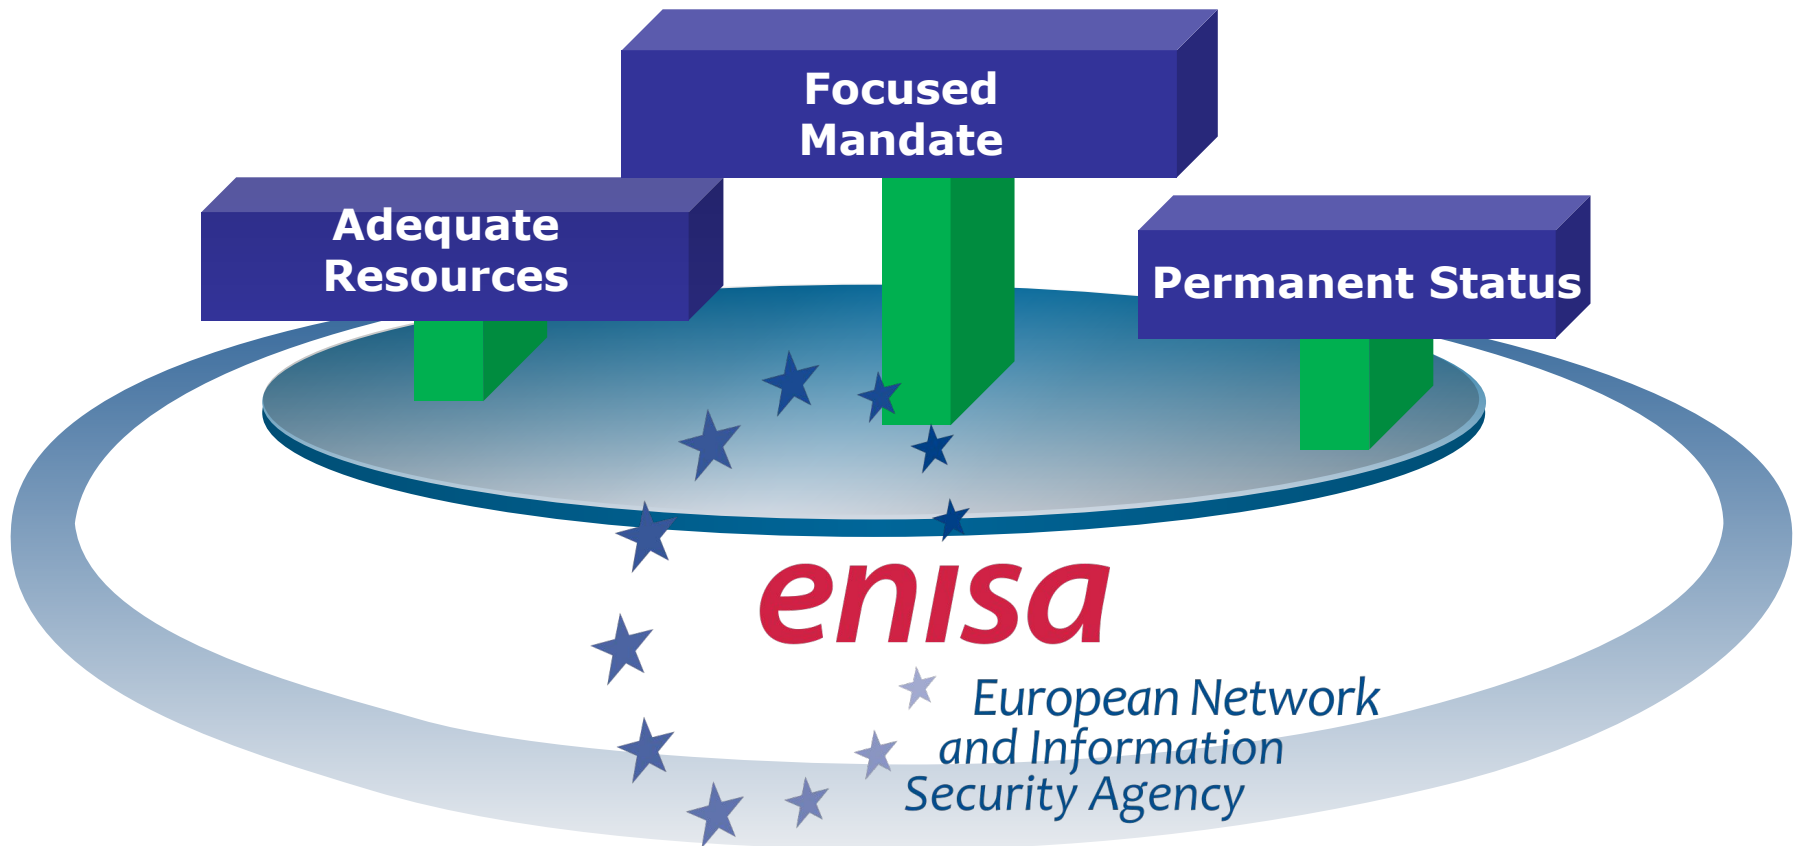 Focused
Mandate
Adequate
Resources
Permanent Status
enisa
European Network
and Information
Security Agency